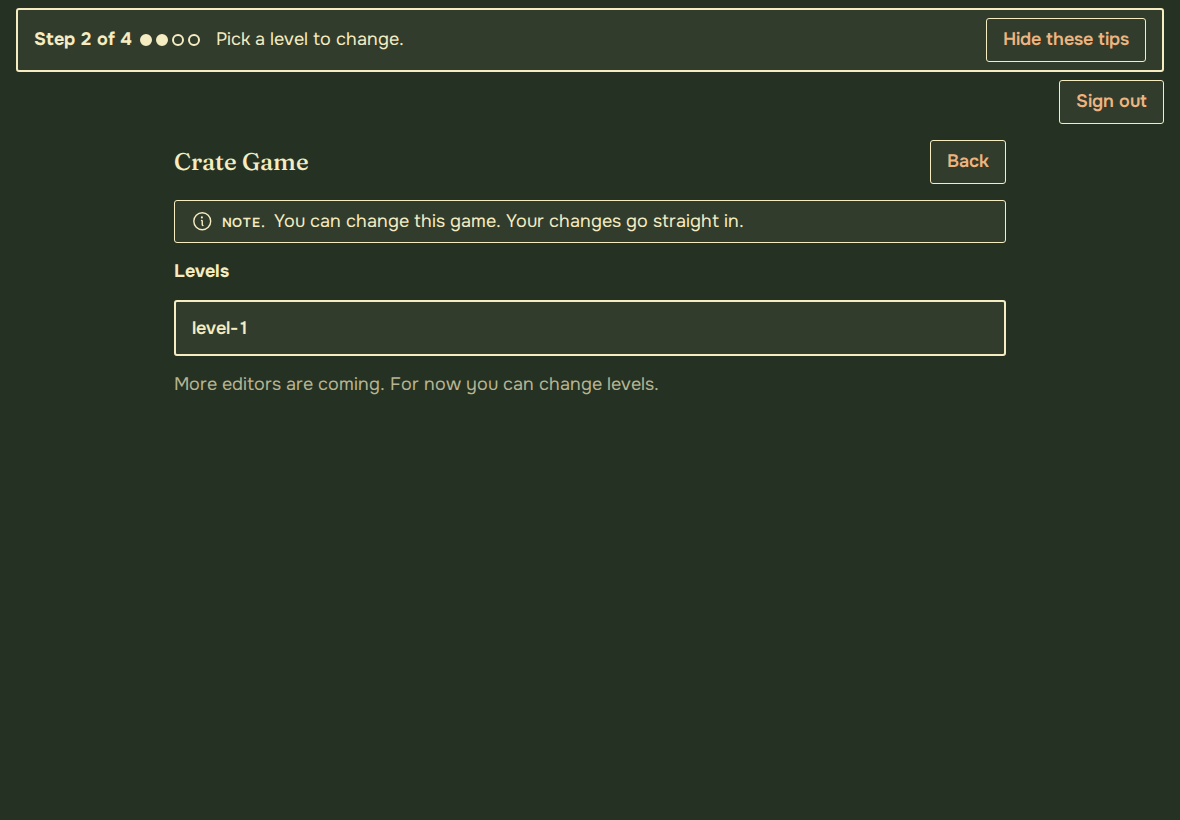 Step 2 of 4 Pick a level to change. Hide these tips
Sign out
Crate Game Back
NOTE. You can change this game. Your changes go straight in.
Levels
level-1
More editors are coming. For now you can change levels.